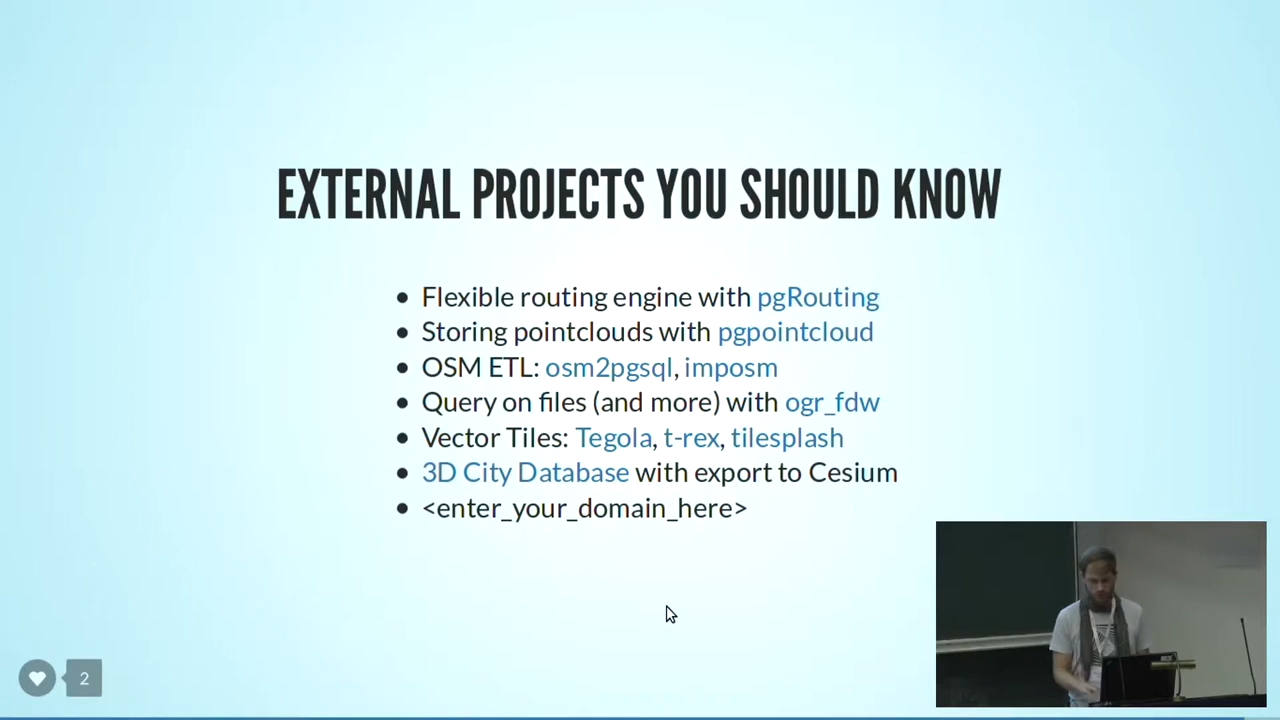 EXTERNAL PROJECTS YOU SHOULD KNOW
Flexible routing engine with pgRouting
Storing pointclouds with pgpointcloud
OSM ETL: osm2pgsql, imposm
Query on files (and more) with ogr_fdw
Vector Tiles: Tegola, t-rex, tilesplash
3D City Database with export to Cesium
<enter_your_domain_here>
2